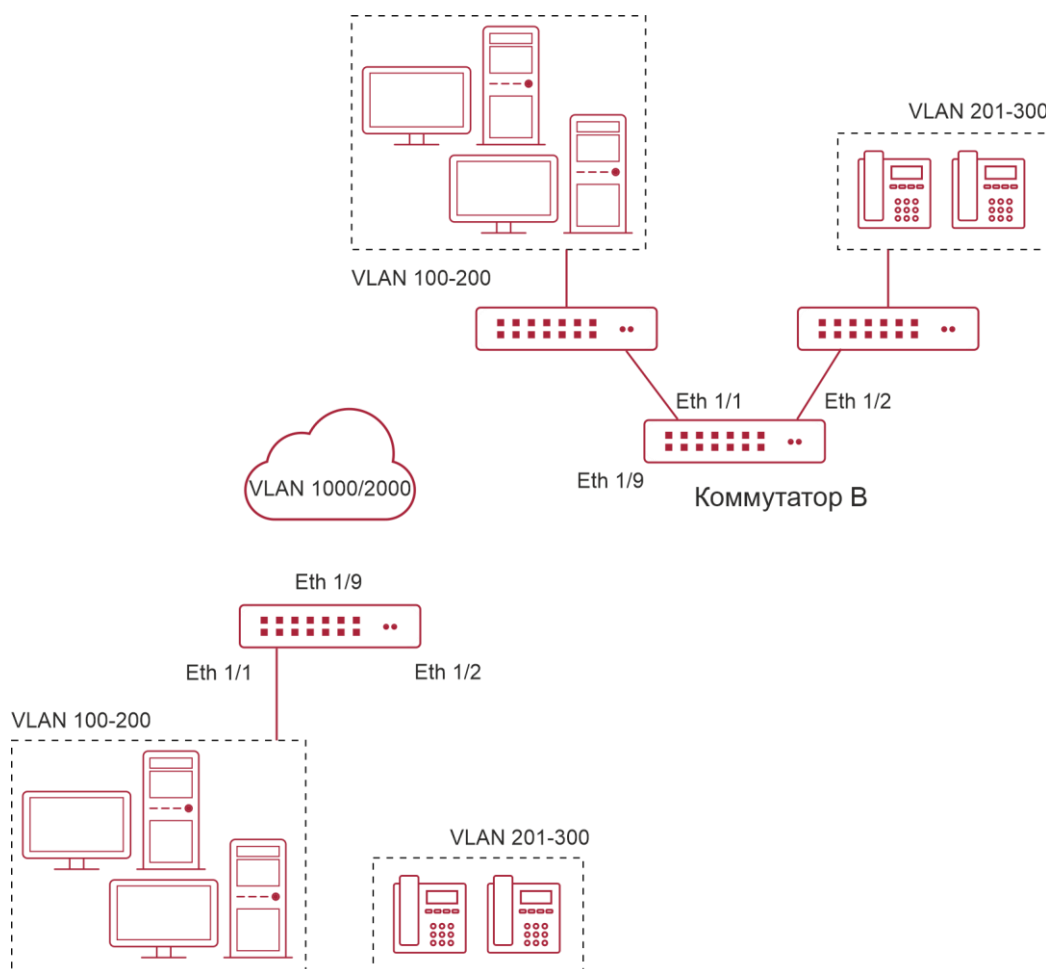 VLAN 201-300
VLAN 100-200
Eth 1/1
Eth 1/2
Eth 1/9
VLAN 1000/2000
Коммутатор B
Eth 1/9
Eth 1/1
Eth 1/2
VLAN 100-200
VLAN 201-300